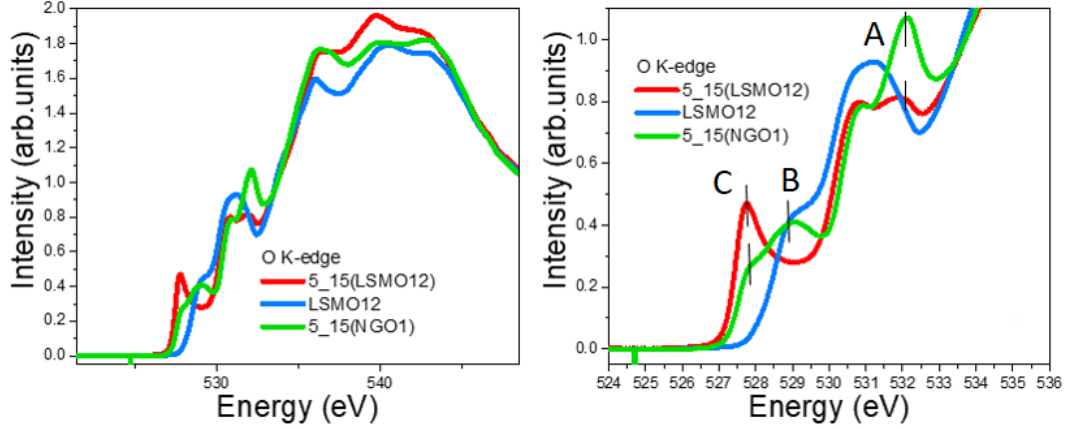 2.0
1.8
1.6
1.4
1.2
1.0
0.8
0.6
0.4
0.2
0.0
Intensity (arb.units)
O K-edge
5_15(LSMO12)
LSMO12
5_15(NGO1)
530
540
Energy (eV)
1.0
0.8
0.6
0.4
0.2
0.0
Intensity (arb.units)
O K-edge
5_15(LSMO12)
LSMO12
5_15(NGO1)
A
B
C
524 525 526 527 528 529 530 531 532 533 534 535 536
Energy (eV)